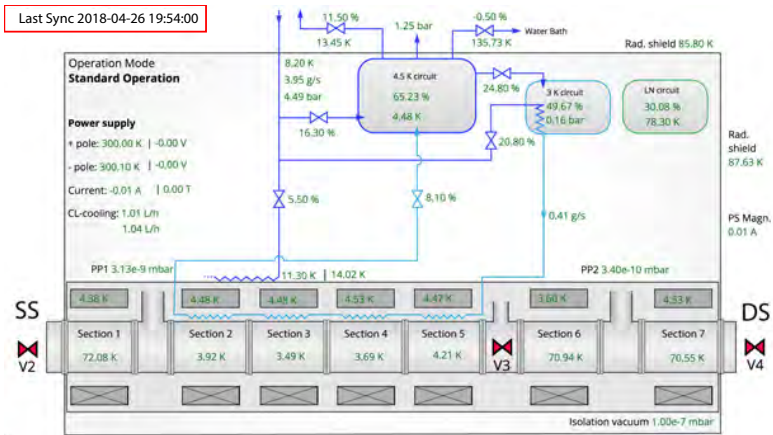 Last Sync 2018-04-26 19:54:00
11.50 %
13.45 K
1.25 bar
-0.50 %
135.73 K
Water Bath
Rad. shield 85.80 K
Operation Mode
Standard Operation
8.20 K
3.95 g/s
4.49 bar
4.5 K circuit
65.23 %
4.48 K
24.80 %
3 K circuit
49.67 %
0.16 bar
LN circuit
30.08 %
78.30 K
Power supply
+ pole: 300.00 K | -0.00 V
- pole: 300.10 K | -0.00 V
Current: -0.01 A | 0.00 T
CL-cooling: 1.01 L/h
1.04 L/h
16.30 %
20.80 %
Rad.
shield
87.63 K
5.50 %
8.10 %
0.41 g/s
PS Magn.
0.01 A
PP1 3.13e-9 mbar
11.30 K | 14.02 K
PP2 3.40e-10 mbar
4.58 K
4.48 K
4.48 K
4.53 K
4.47 K
3.60 K
4.53 K
SS
DS
Section 1
Section 2
Section 3
Section 4
Section 5
Section 6
Section 7
72.08 K
3.92 K
3.49 K
3.69 K
4.21 K
70.94 K
70.55 K
V2
V3
V4
Isolation vacuum 1.00e-7 mbar